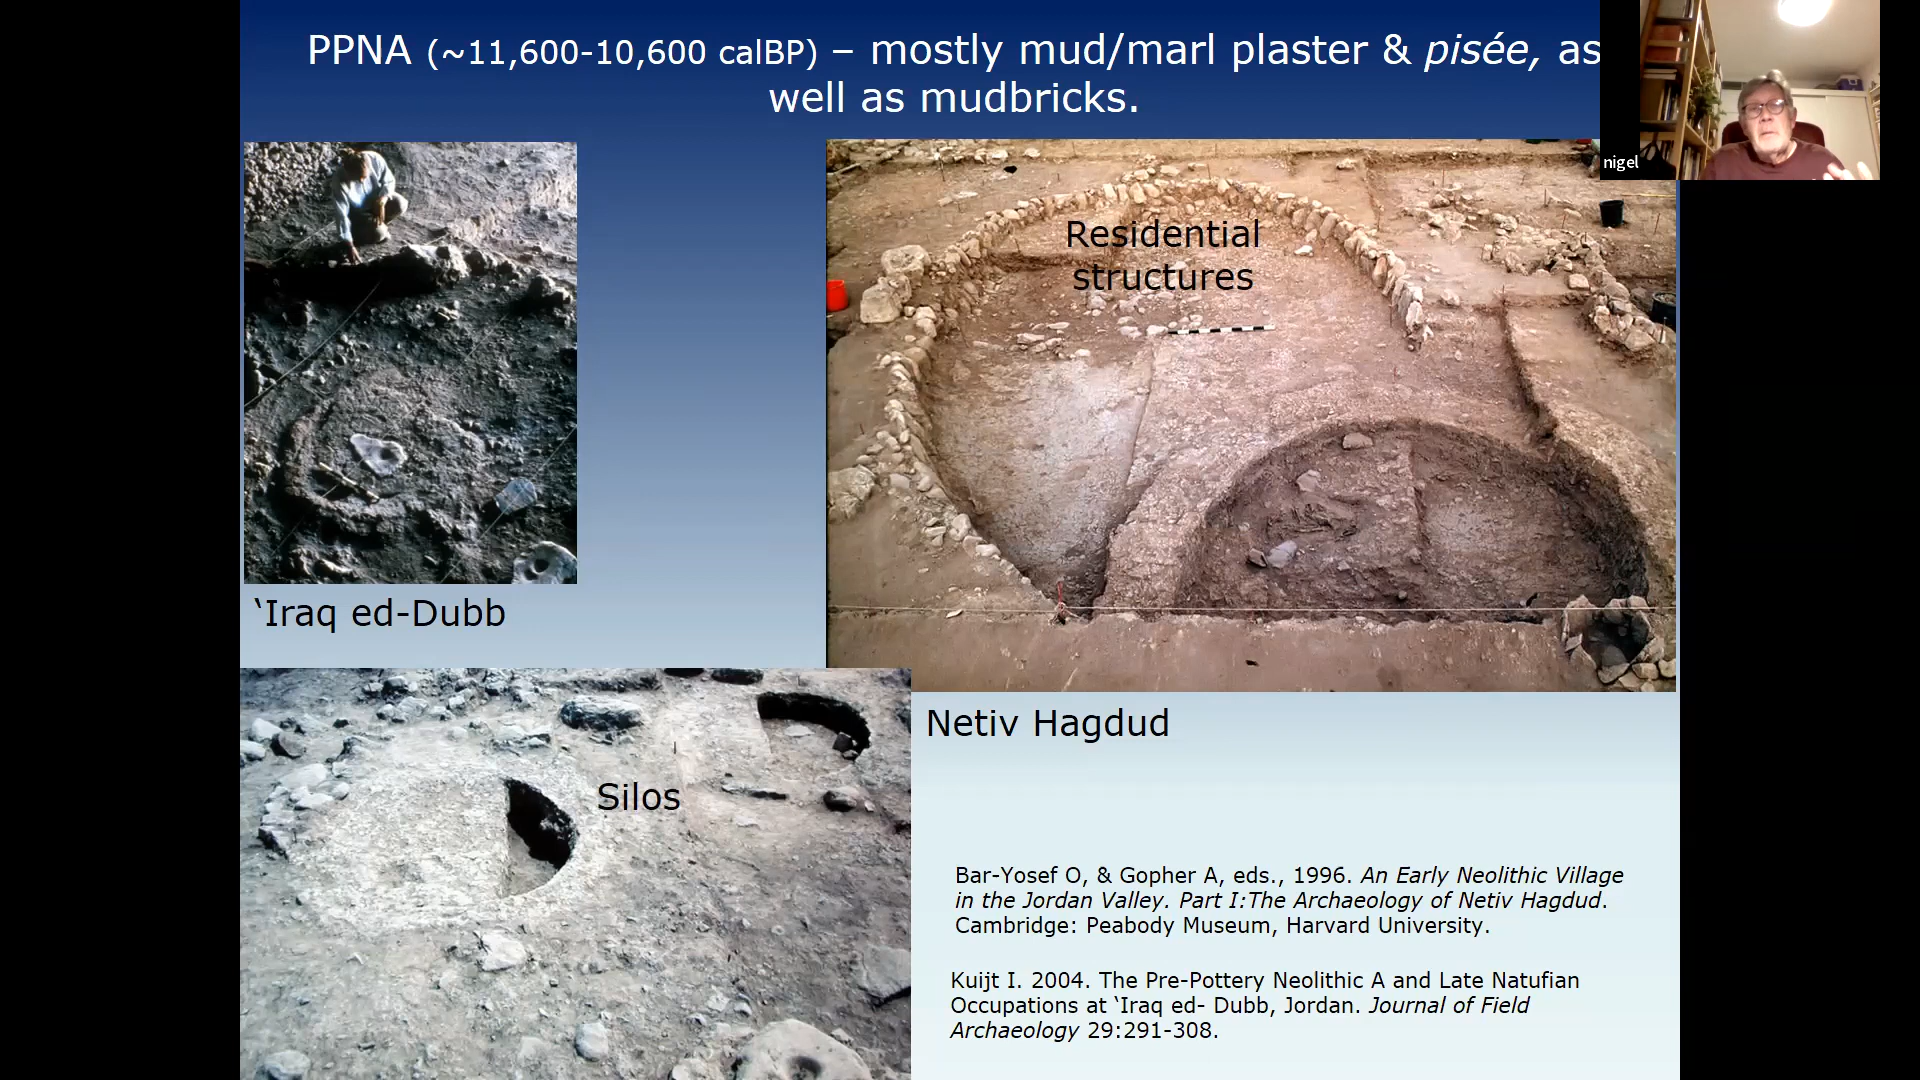 PPNA (~11,600-10,600 calBP) – mostly mud/marl plaster & pisée, as
well as mudbricks.
nigel
Residential
structures
‘Iraq ed-Dubb
Netiv Hagdud
Silos
Bar-Yosef O, & Gopher A, eds., 1996. An Early Neolithic Village
in the Jordan Valley. Part I:The Archaeology of Netiv Hagdud.
Cambridge: Peabody Museum, Harvard University.
Kuijt I. 2004. The Pre-Pottery Neolithic A and Late Natufian
Occupations at ‘Iraq ed- Dubb, Jordan. Journal of Field
Archaeology 29:291-308.